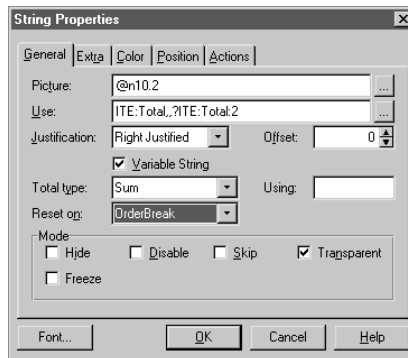 String Properties
General Extra Color Position Actions
Picture: @n10.2 ...
Use: ITE:Total,,?ITE:Total:2 ...
Justification: Right Justified Offset: 0
Variable String
Total type: Sum Using:
Reset on: OrderBreak
Mode
Hide Disable Skip Transparent
Freeze
Font... OK Cancel Help